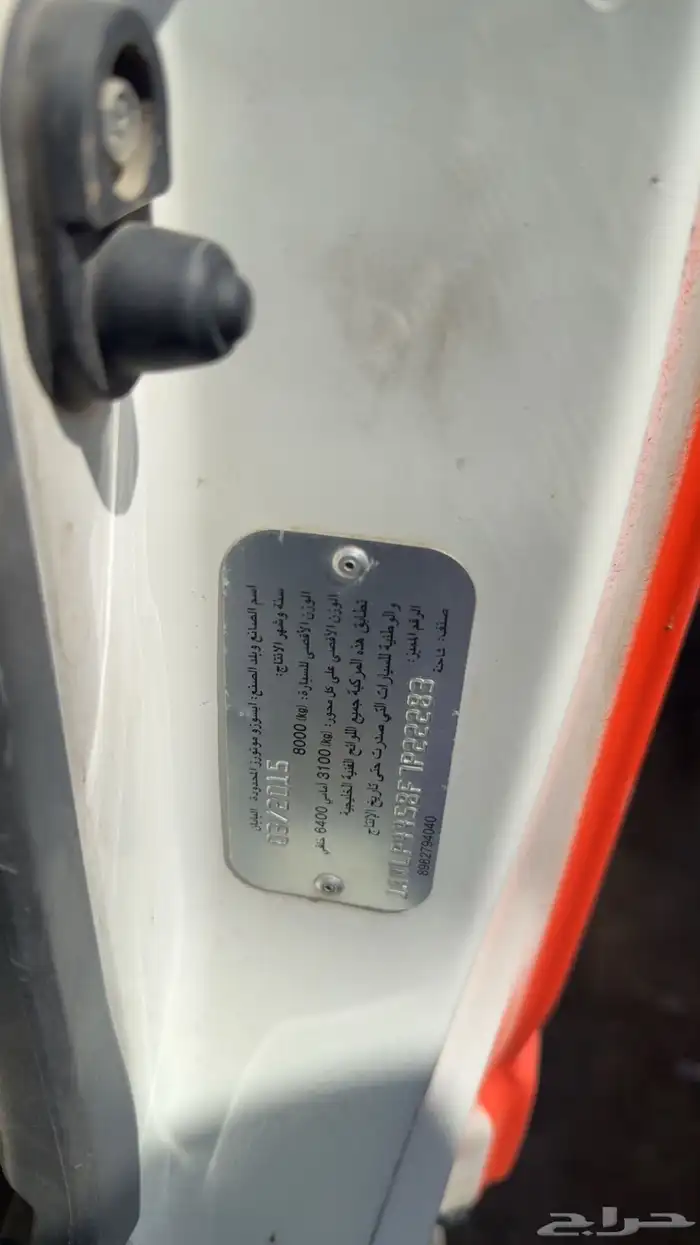 اسم الصانع وبلد الصنع: ايسوزو موتورز المحدودة اليابان
سنة وشهر الانتاج: 03/2015
الوزن الأقصى للسيارة: (kg) 8000
الوزن الأقصى على كل محور: (kg) 3100 أمامي 6400 خلفي
تطابق هذه المركبة جميع اللوائح الفنية الخليجية
والوطنية للسيارات التي صدرت حتى تاريخ الإنتاج
الرقم المميز:
صنف: شاحنة
8982794040
حراج